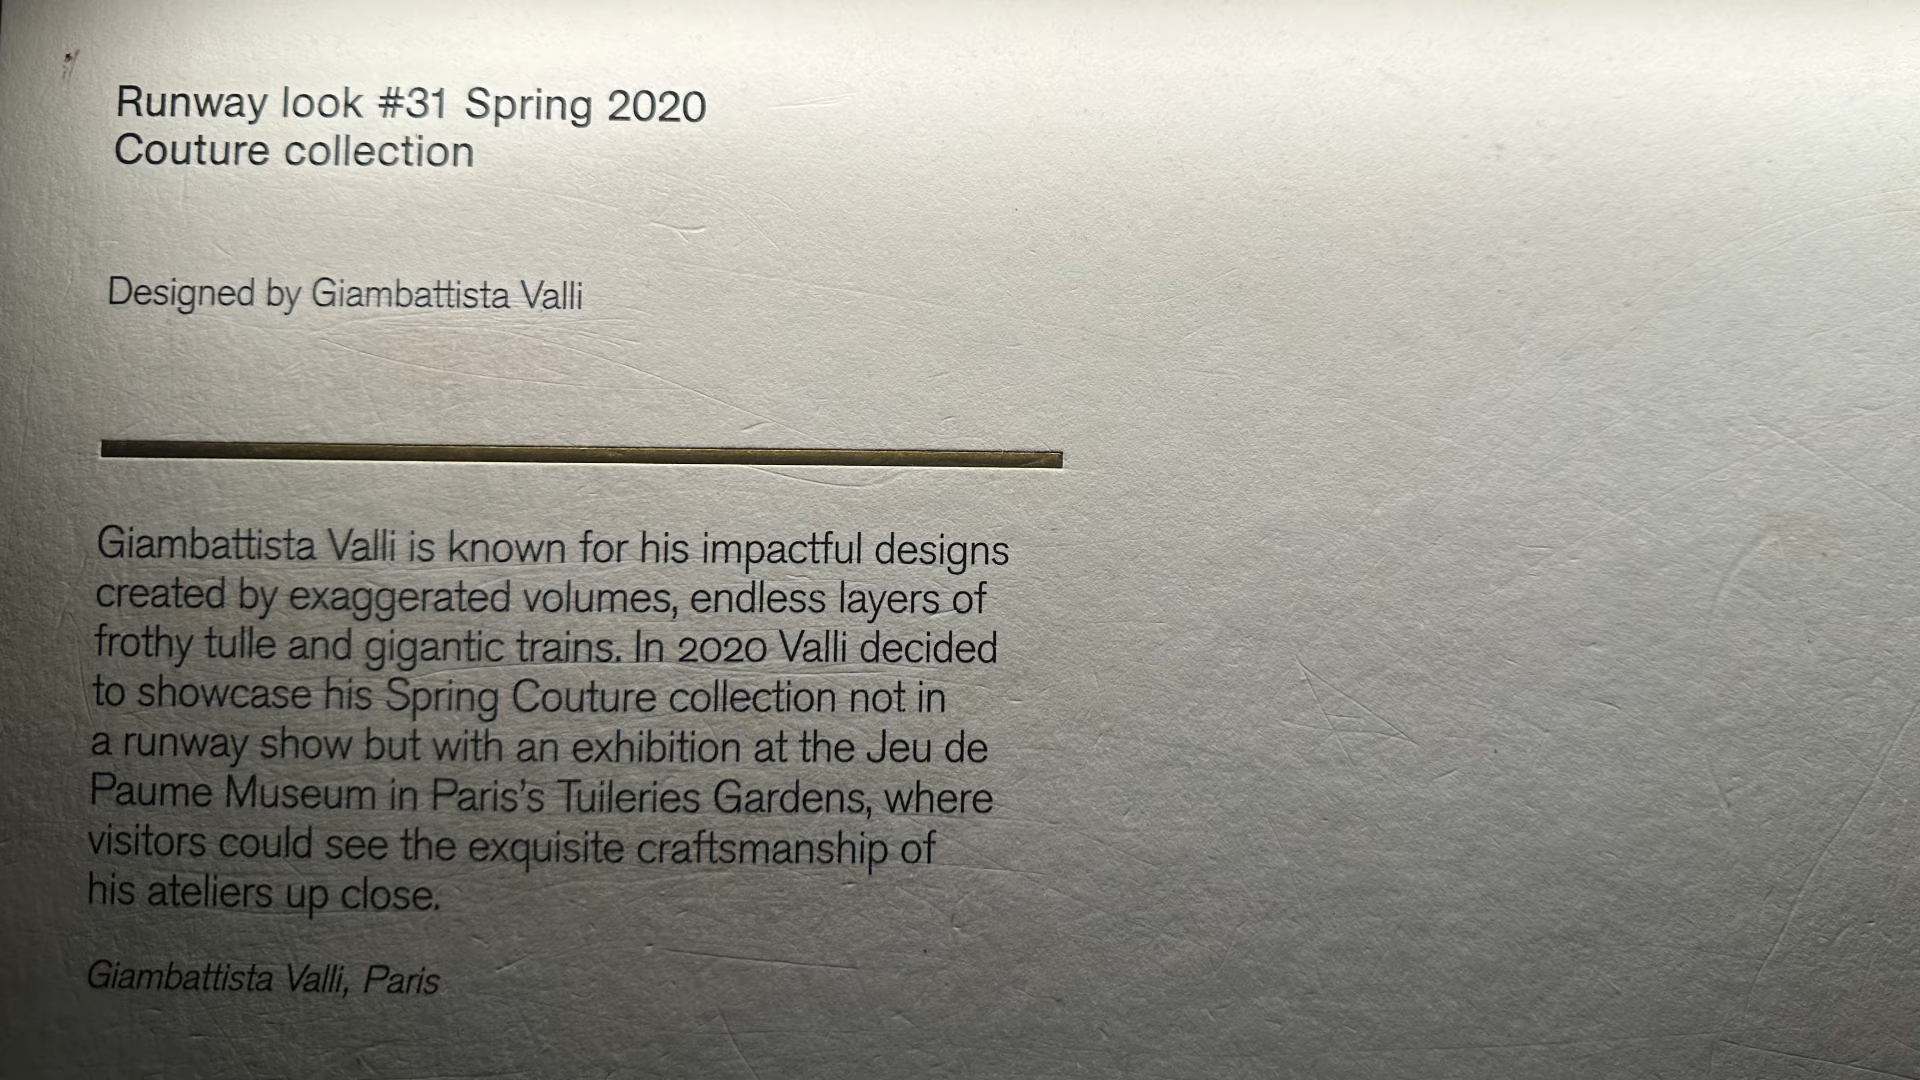 Runway look #31 Spring 2020
Couture collection
Designed by Giambattista Valli
Giambattista Valli is known for his impactful designs
created by exaggerated volumes, endless layers of
frothy tulle and gigantic trains. In 2020 Valli decided
to showcase his Spring Couture collection not in
a runway show but with an exhibition at the Jeu de
Paume Museum in Paris's Tuileries Gardens, where
visitors could see the exquisite craftsmanship of
his ateliers up close.
Giambattista Valli, Paris